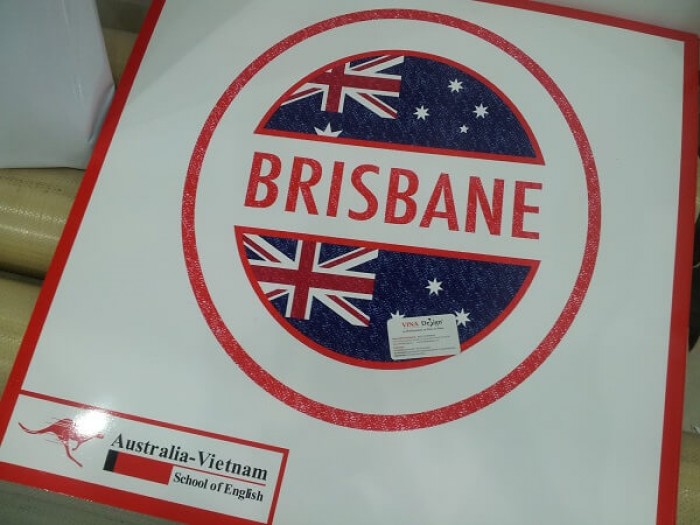 BRISBANE
VINA Design
Australia-Vietnam
School of English